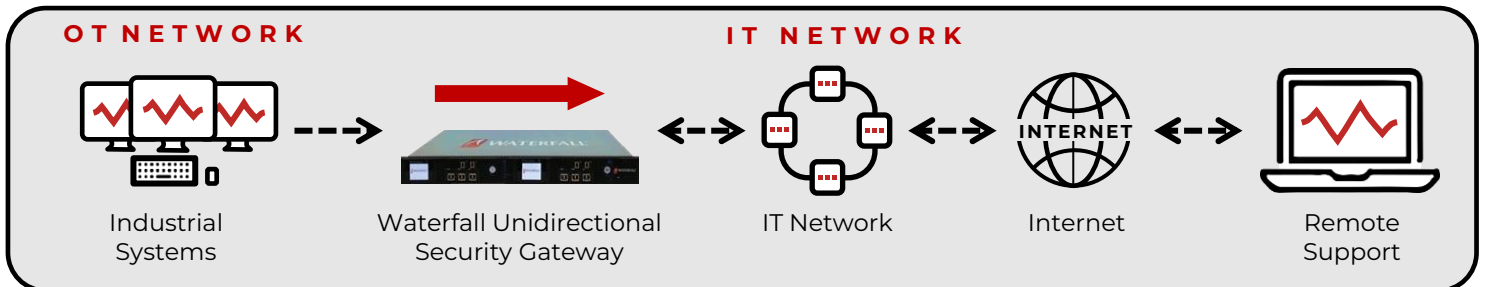 OT NETWORK
IT NETWORK
WATERFALL
INTERNET
Industrial
Systems
Waterfall Unidirectional
Security Gateway
IT Network
Internet
Remote
Support